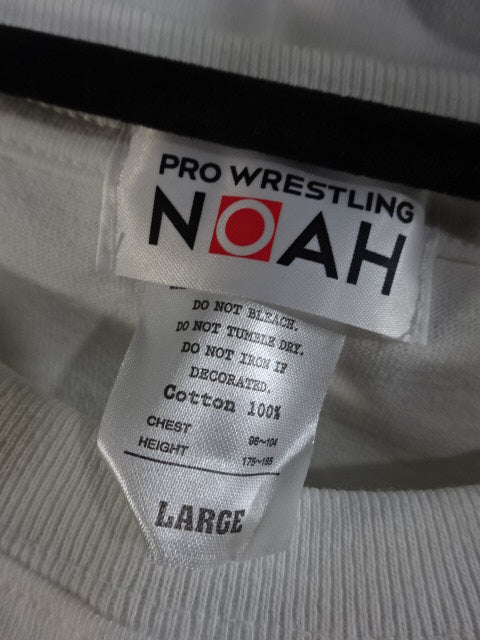 PRO WRESTLING
NOAH
DO NOT BLEACH.
DO NOT TUMBLE DRY.
DO NOT IRON IF
DECORATED.
Cotton 100%
CHEST 96~104
HEIGHT 175~185
LARGE